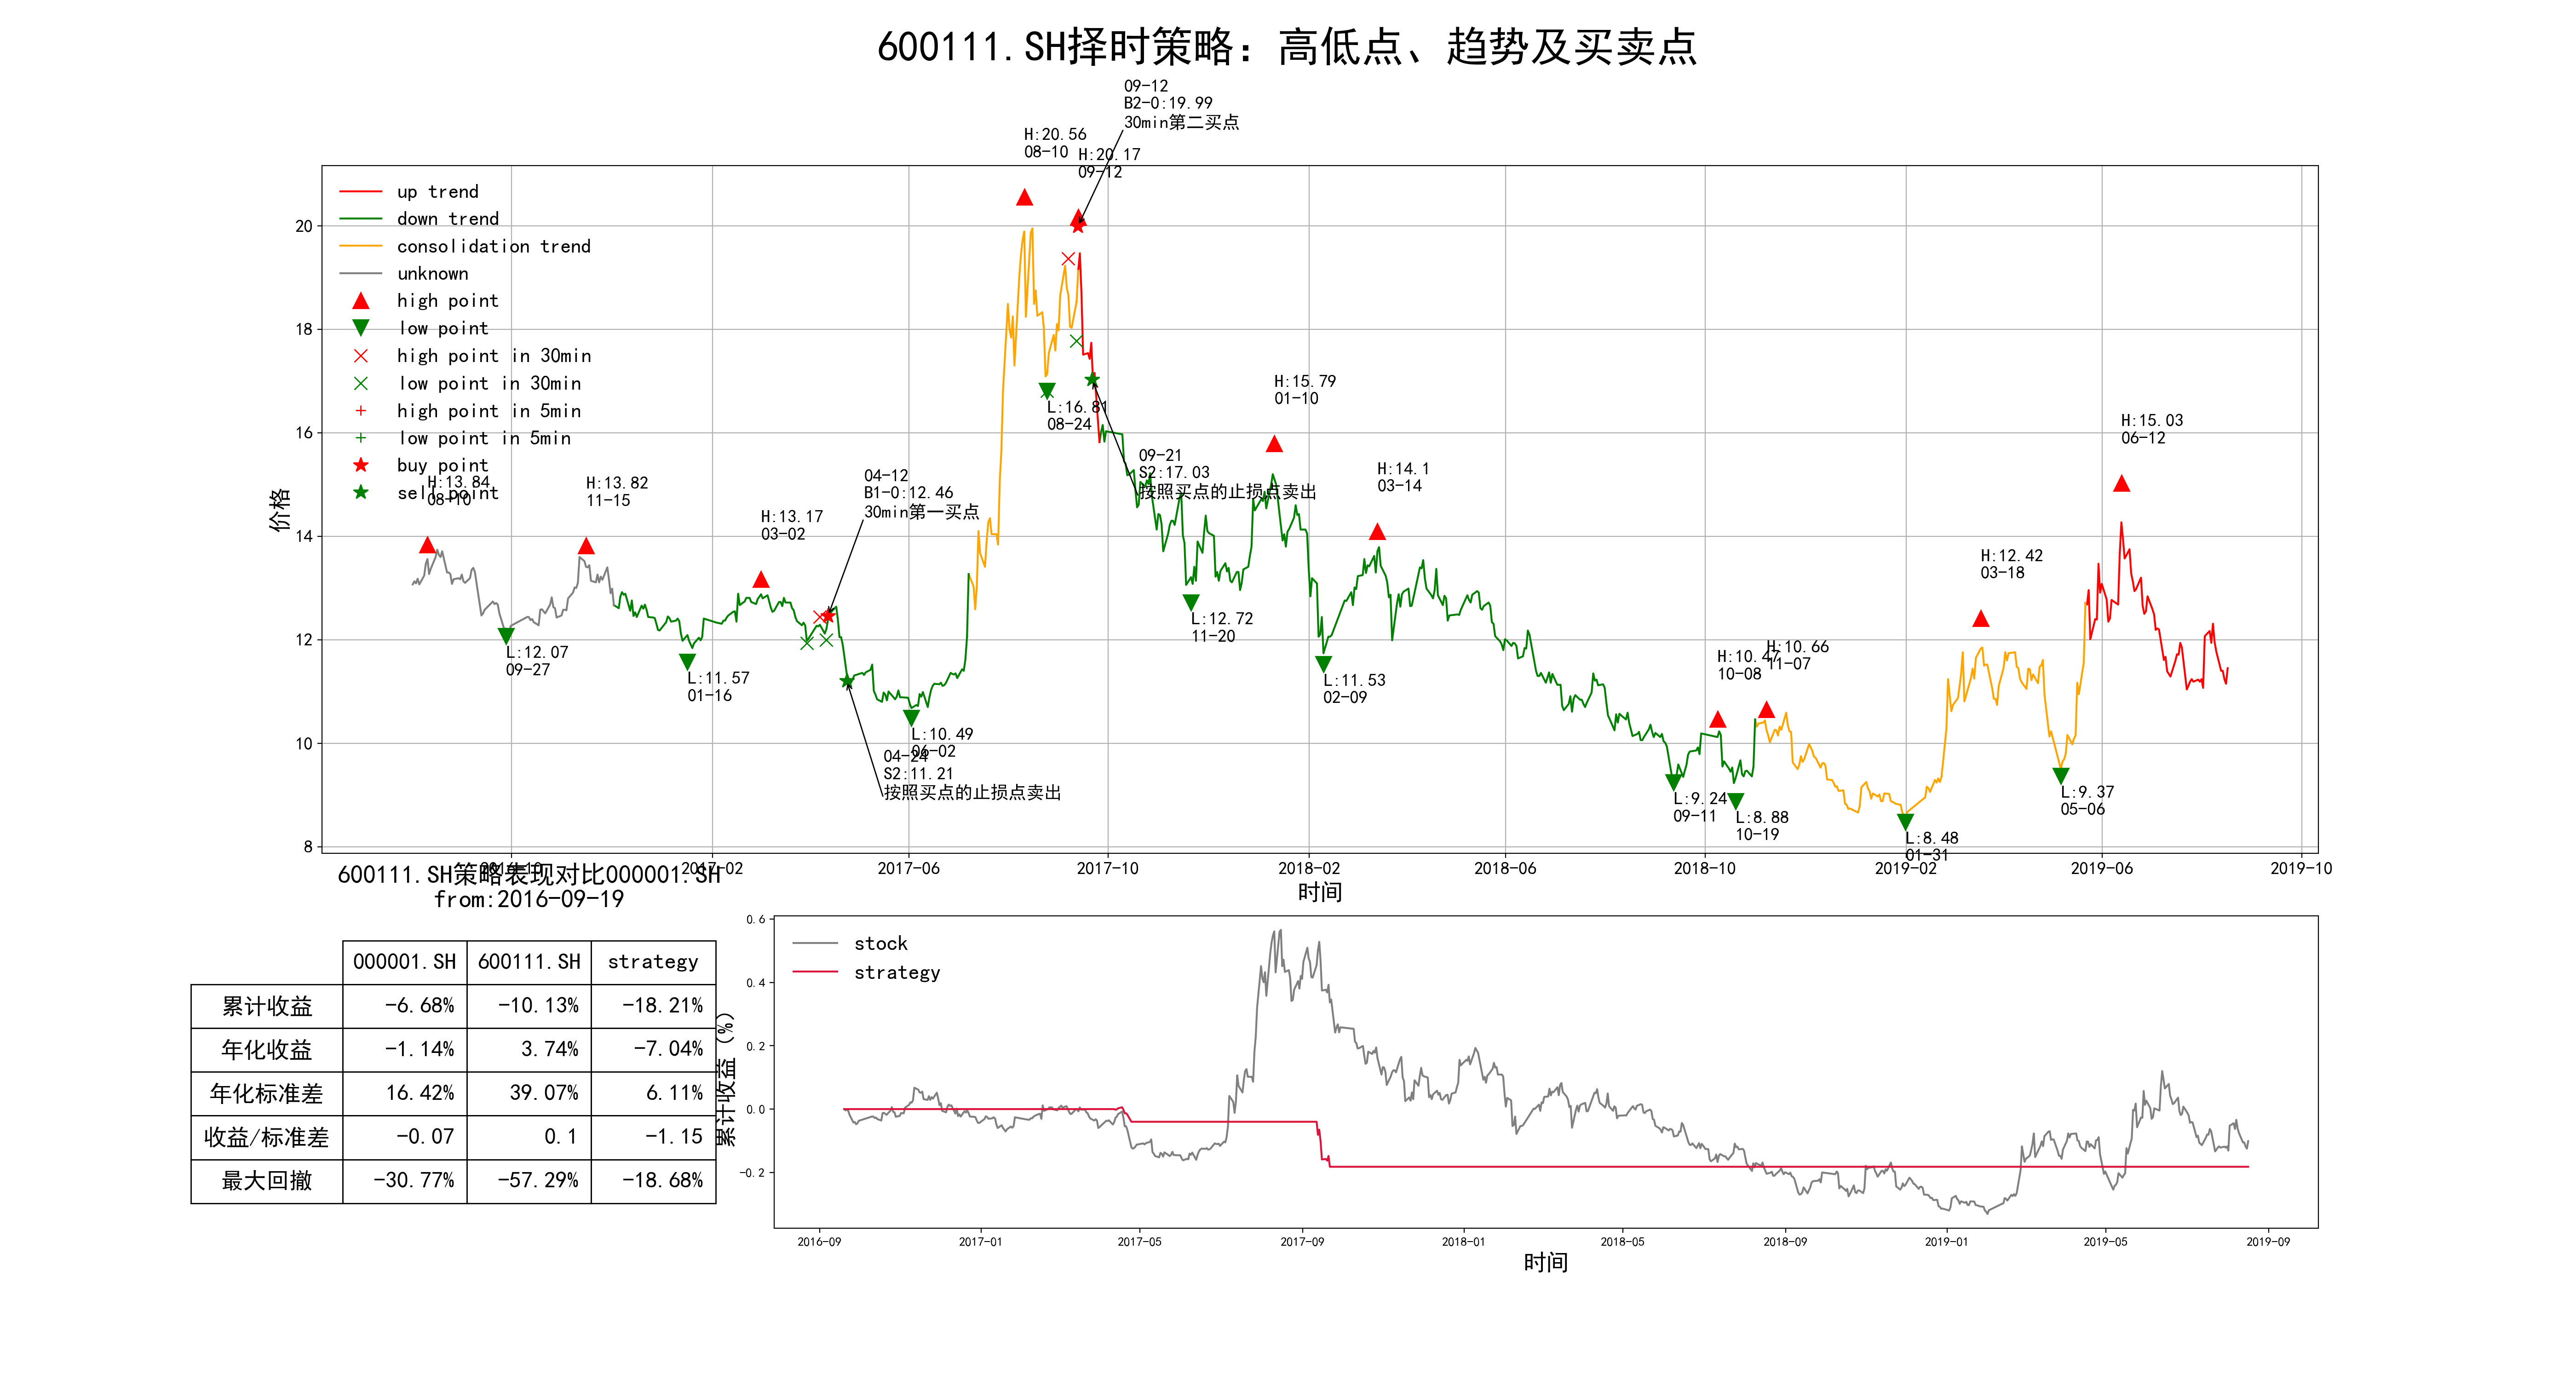 600111.SH择时策略：高低点、趋势及买卖点
09-12
B2-0:19.99
30min第二买点
H:20.56
08-10
H:20.17
09-12
up trend
down trend
consolidation trend
unknown
high point
low point
high point in 30min
low point in 30min
high point in 5min
low point in 5min
buy point
sell point
价格
20
18
16
14
12
10
8
H:13.84
08-10
H:13.82
11-15
H:13.17
03-02
04-12
B1-0:12.46
30min第一买点
L:16.81
08-24
09-21
S2:17.03
按照买点的止损点卖出
H:15.79
01-10
H:14.1
03-14
H:15.03
06-12
H:12.42
03-18
H:10.47
10-08
H:10.66
11-07
L:12.07
09-27
L:11.57
01-16
L:10.49
06-02
04-24
S2:11.21
按照买点的止损点卖出
L:12.72
11-20
L:11.53
02-09
L:9.24
09-11
L:8.88
10-19
L:8.48
01-31
L:9.37
05-06
2016-10
2017-02
2017-06
2017-10
2018-02
2018-06
2018-10
2019-02
2019-06
2019-10
时间
600111.SH策略表现对比000001.SH
from:2016-09-19
000001.SH 600111.SH strategy
累计收益 -6.68% -10.13% -18.21%
年化收益 -1.14% 3.74% -7.04%
年化标准差 16.42% 39.07% 6.11%
收益/标准差 -0.07 0.1 -1.15
最大回撤 -30.77% -57.29% -18.68%
累计收益（%）
0.6
0.4
0.2
0.0
-0.2
stock
strategy
2016-09
2017-01
2017-05
2017-09
2018-01
2018-05
2018-09
2019-01
2019-05
2019-09
时间